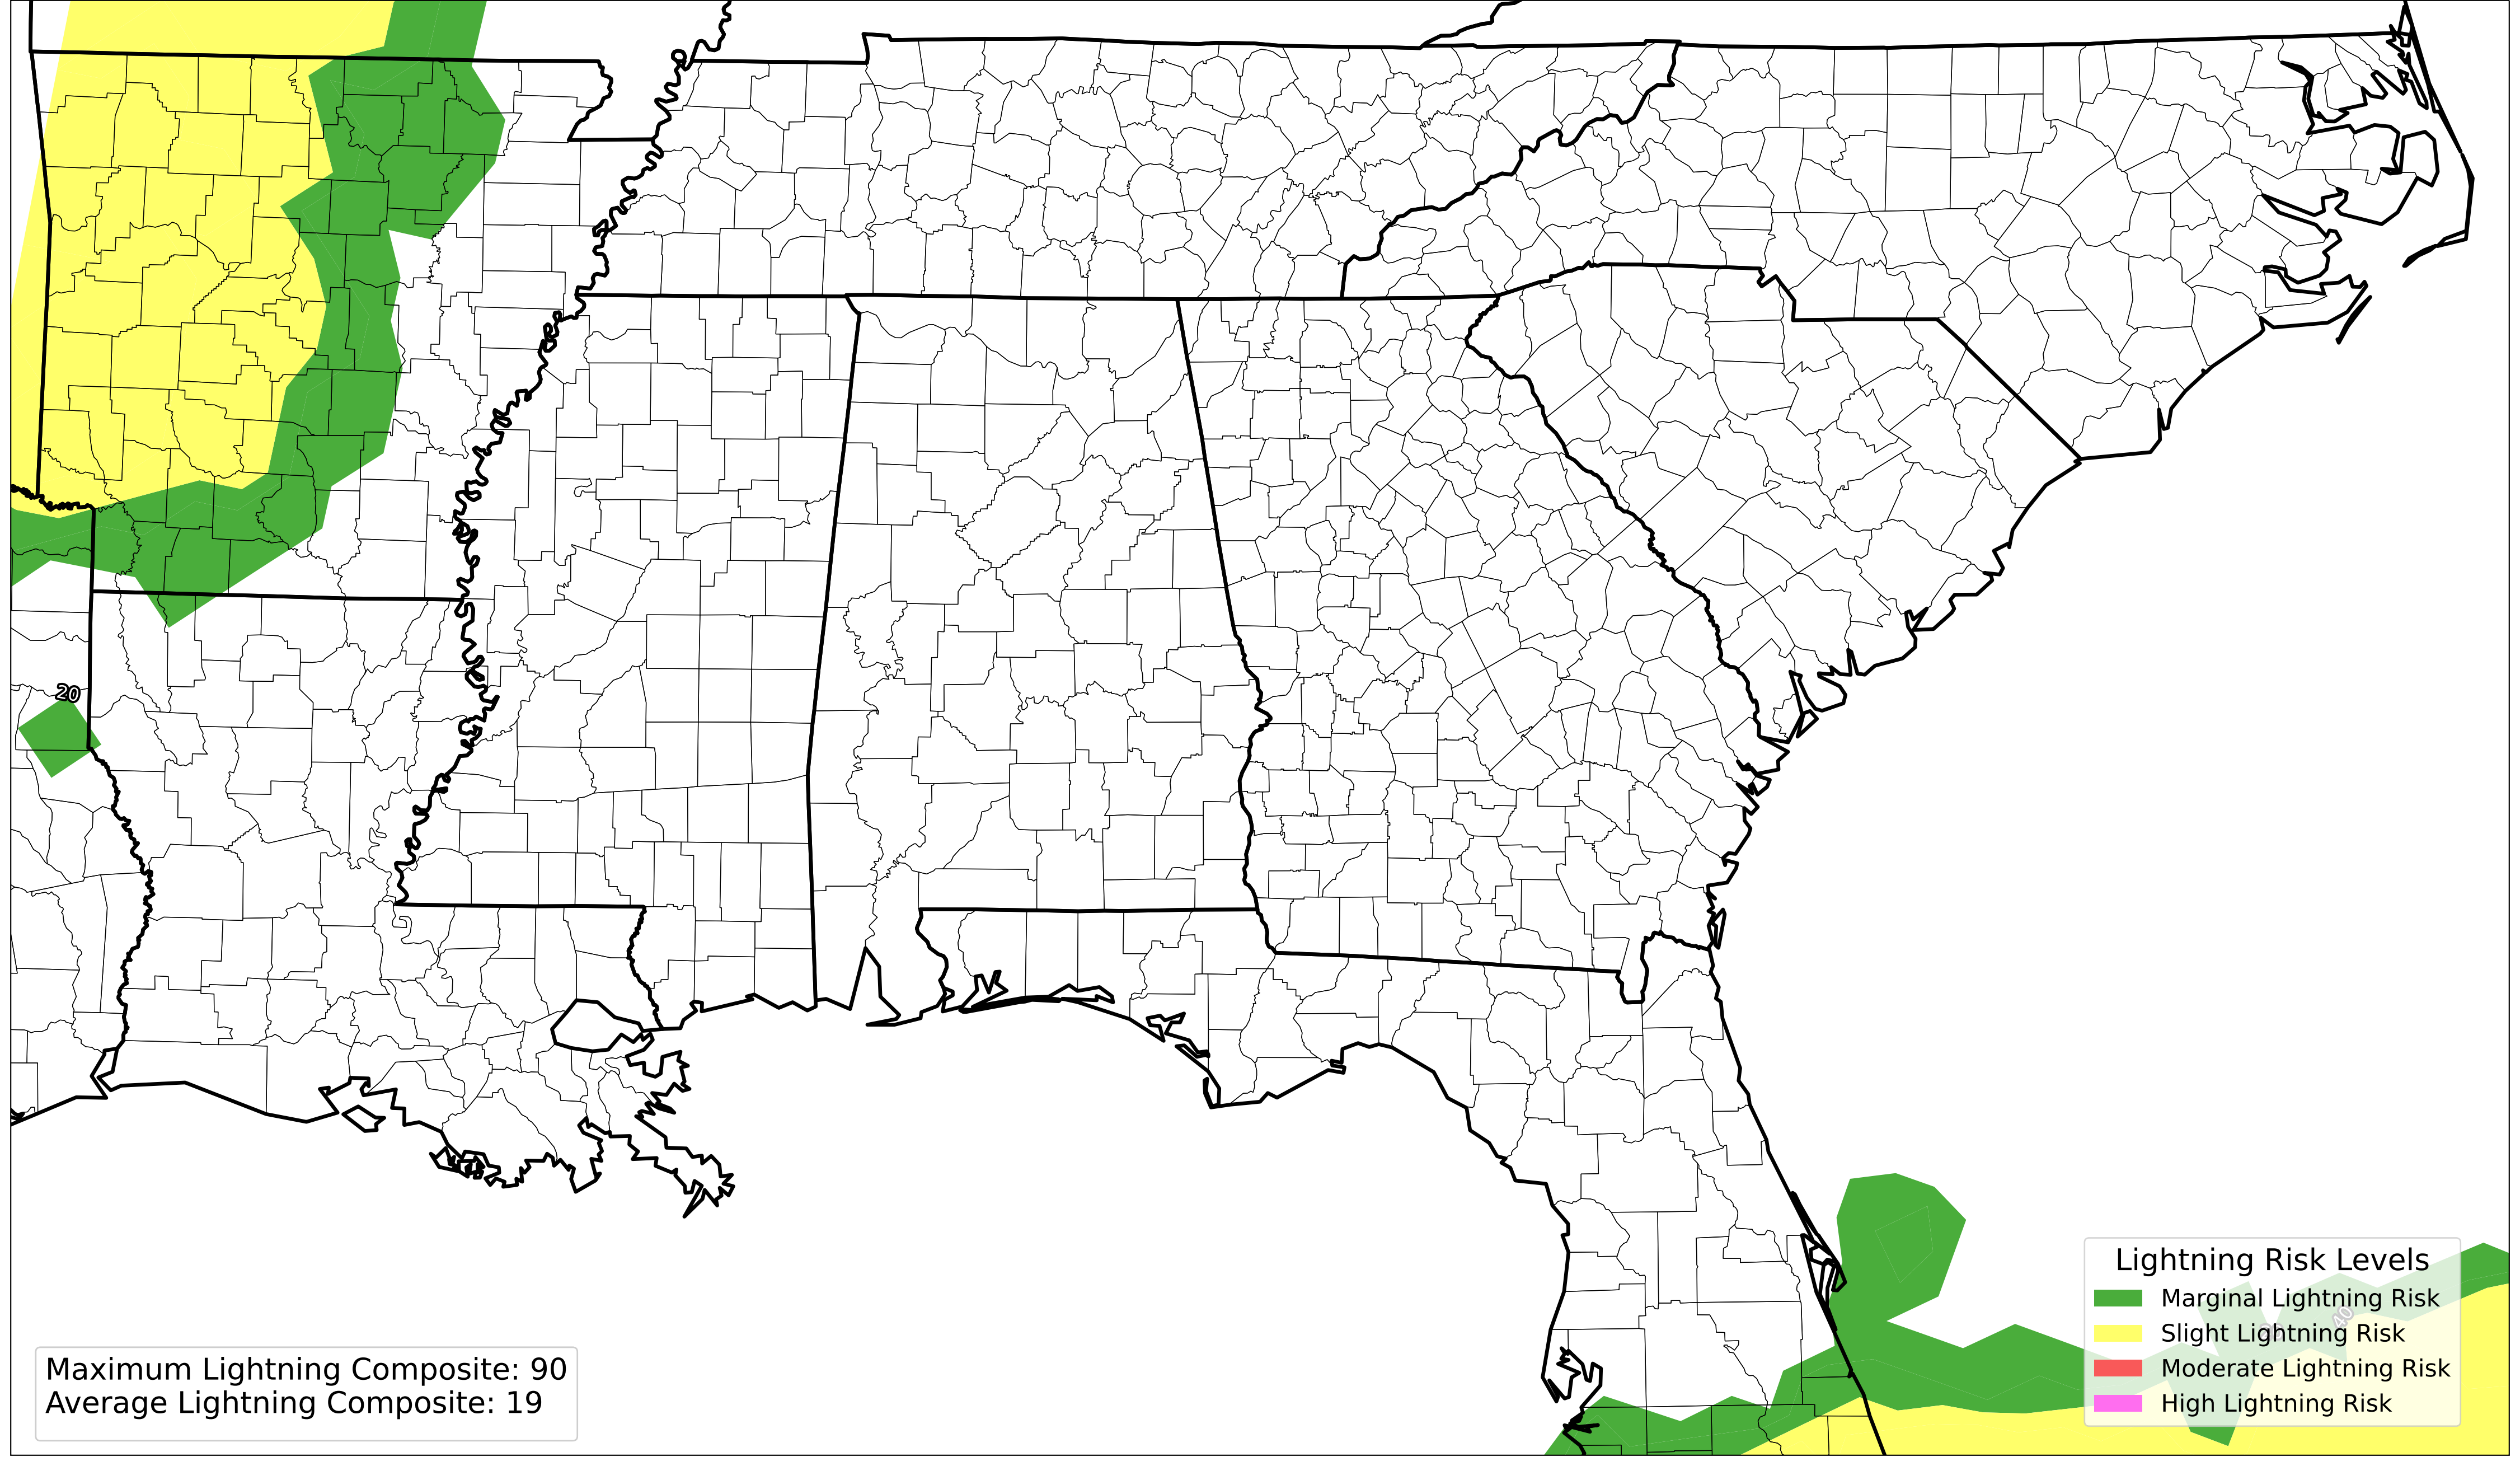 20
Lightning Risk Levels
Marginal Lightning Risk
40
Slight Lightning Risk
Moderate Lightning Risk
High Lightning Risk
Maximum Lightning Composite: 90
Average Lightning Composite: 19